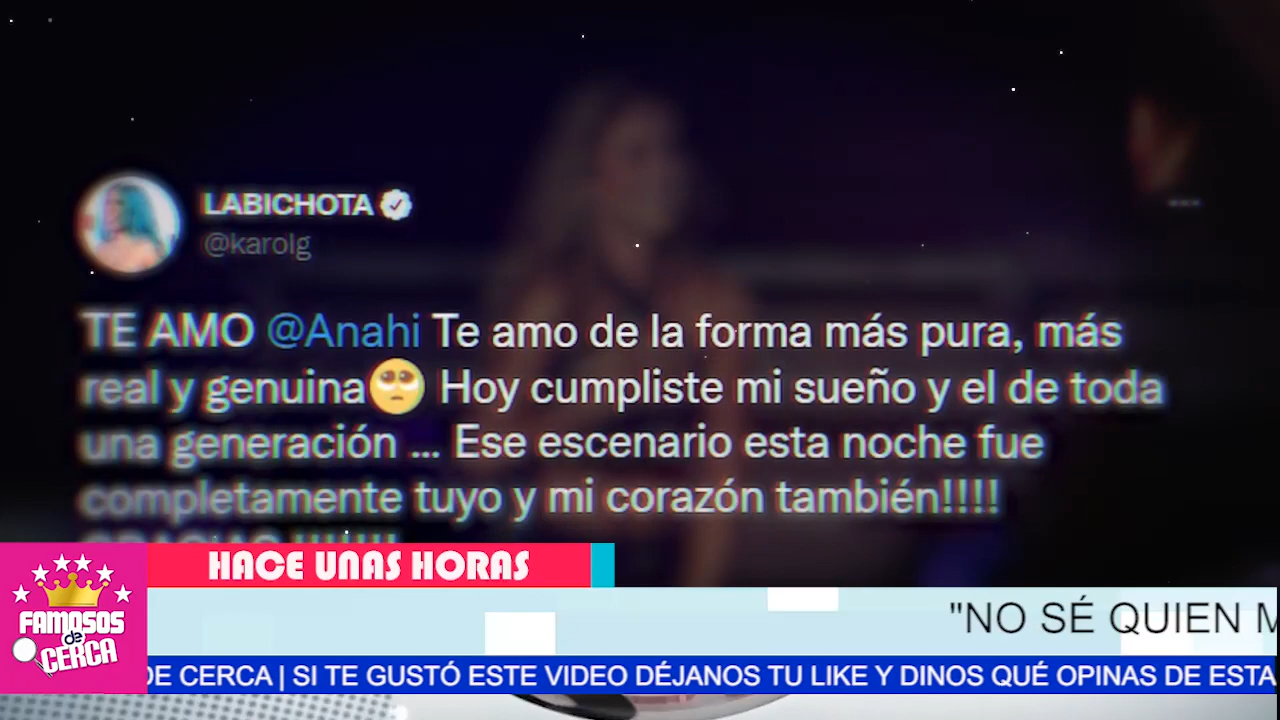 LABICHOTA
@karolg
TE AMO @Anahi Te amo de la forma más pura, más
real y genuina🥺 Hoy cumpliste mi sueño y el de toda
una generación ... Ese escenario esta noche fue
completamente tuyo y mi corazón también!!!!
HACE UNAS HORAS
"NO SÉ QUIEN
FAMOSOS
de
CERCA
DE CERCA | SI TE GUSTÓ ESTE VIDEO DÉJANOS TU LIKE Y DINOS QUÉ OPINAS DE ESTA